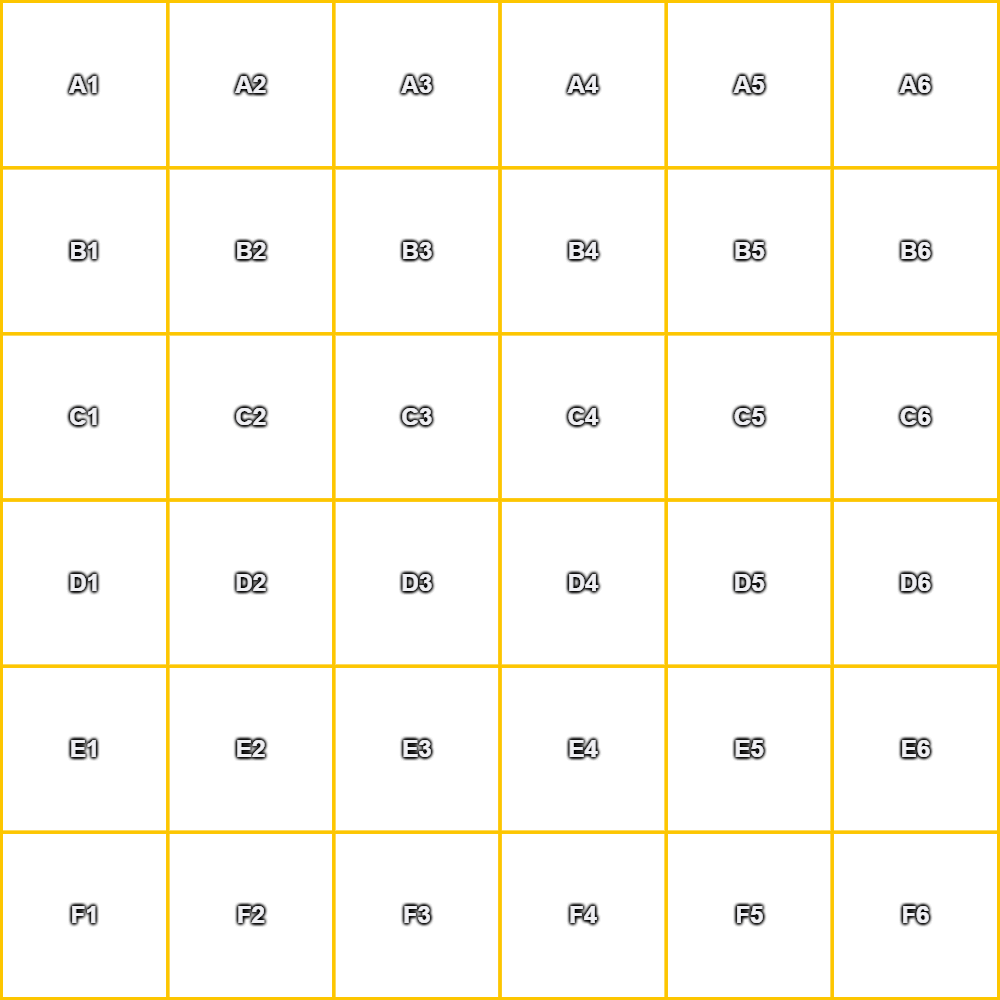 A1 A2 A3 A4 A5 A6
B1 B2 B3 B4 B5 B6
C1 C2 C3 C4 C5 C6
D1 D2 D3 D4 D5 D6
E1 E2 E3 E4 E5 E6
F1 F2 F3 F4 F5 F6